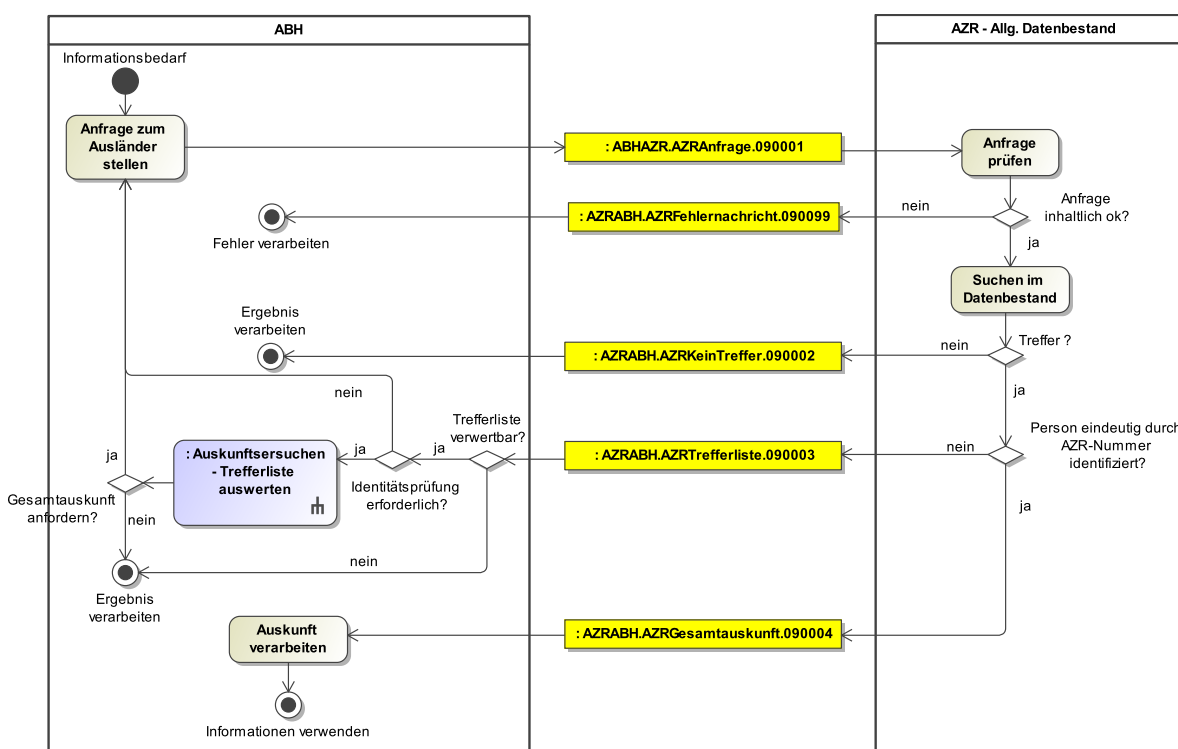 ABH
AZR - Allg. Datenbestand
Informationsbedarf
Anfrage zum
Ausländer
stellen
: ABHAZR.AZRAnfrage.090001
Anfrage
prüfen
nein
Anfrage
inhaltlich ok?
: AZRABH.AZRFehlernachricht.090099
Fehler verarbeiten
ja
Suchen im
Datenbestand
Ergebnis
verarbeiten
: AZRABH.AZRKeinTreffer.090002
nein
Treffer ?
nein
ja
Trefferliste
verwertbar?
Person eindeutig durch
AZR-Nummer
identifiziert?
ja
: Auskunftsersuchen
- Trefferliste
auswerten
ja
ja
: AZRABH.AZRTrefferliste.090003
nein
Identitätsprüfung
erforderlich?
Gesamtauskunft
anfordern?
nein
ja
nein
Ergebnis
verarbeiten
Auskunft
verarbeiten
: AZRABH.AZRGesamtauskunft.090004
Informationen verwenden